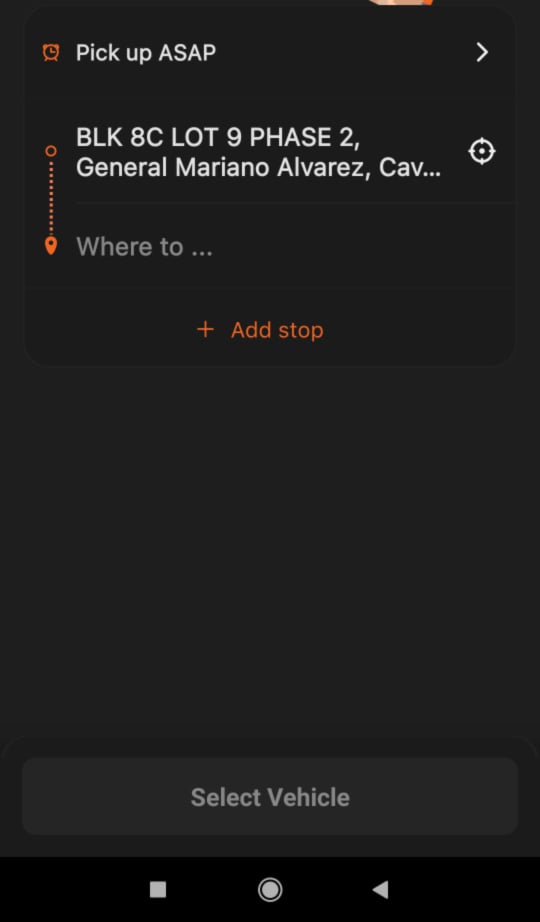 Pick up ASAP
BLK 8C LOT 9 PHASE 2,
General Mariano Alvarez, Cav...
Where to ...
+ Add stop
Select Vehicle